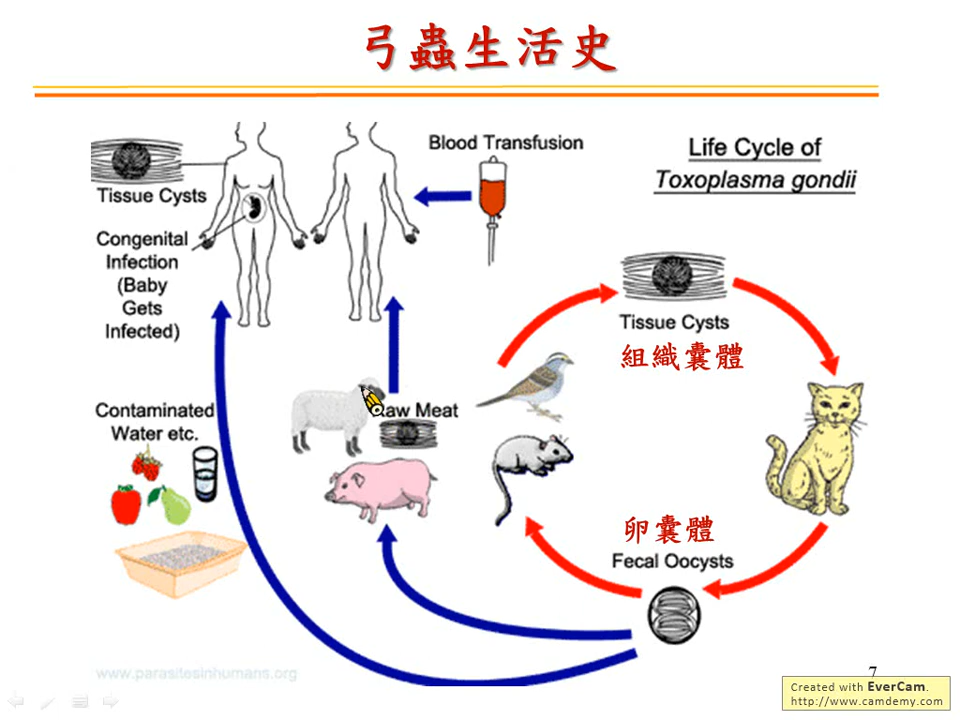 弓蟲生活史
Life Cycle of
Toxoplasma gondii
Blood Transfusion
Tissue Cysts
Congenital
Infection
(Baby
Gets
Infected)
Tissue Cysts
組織囊體
Contaminated
Water etc.
Raw Meat
卵囊體
Fecal Oocysts
www.parasitesinhumans.org
7
Created with EverCam.
http://www.camdemy.com